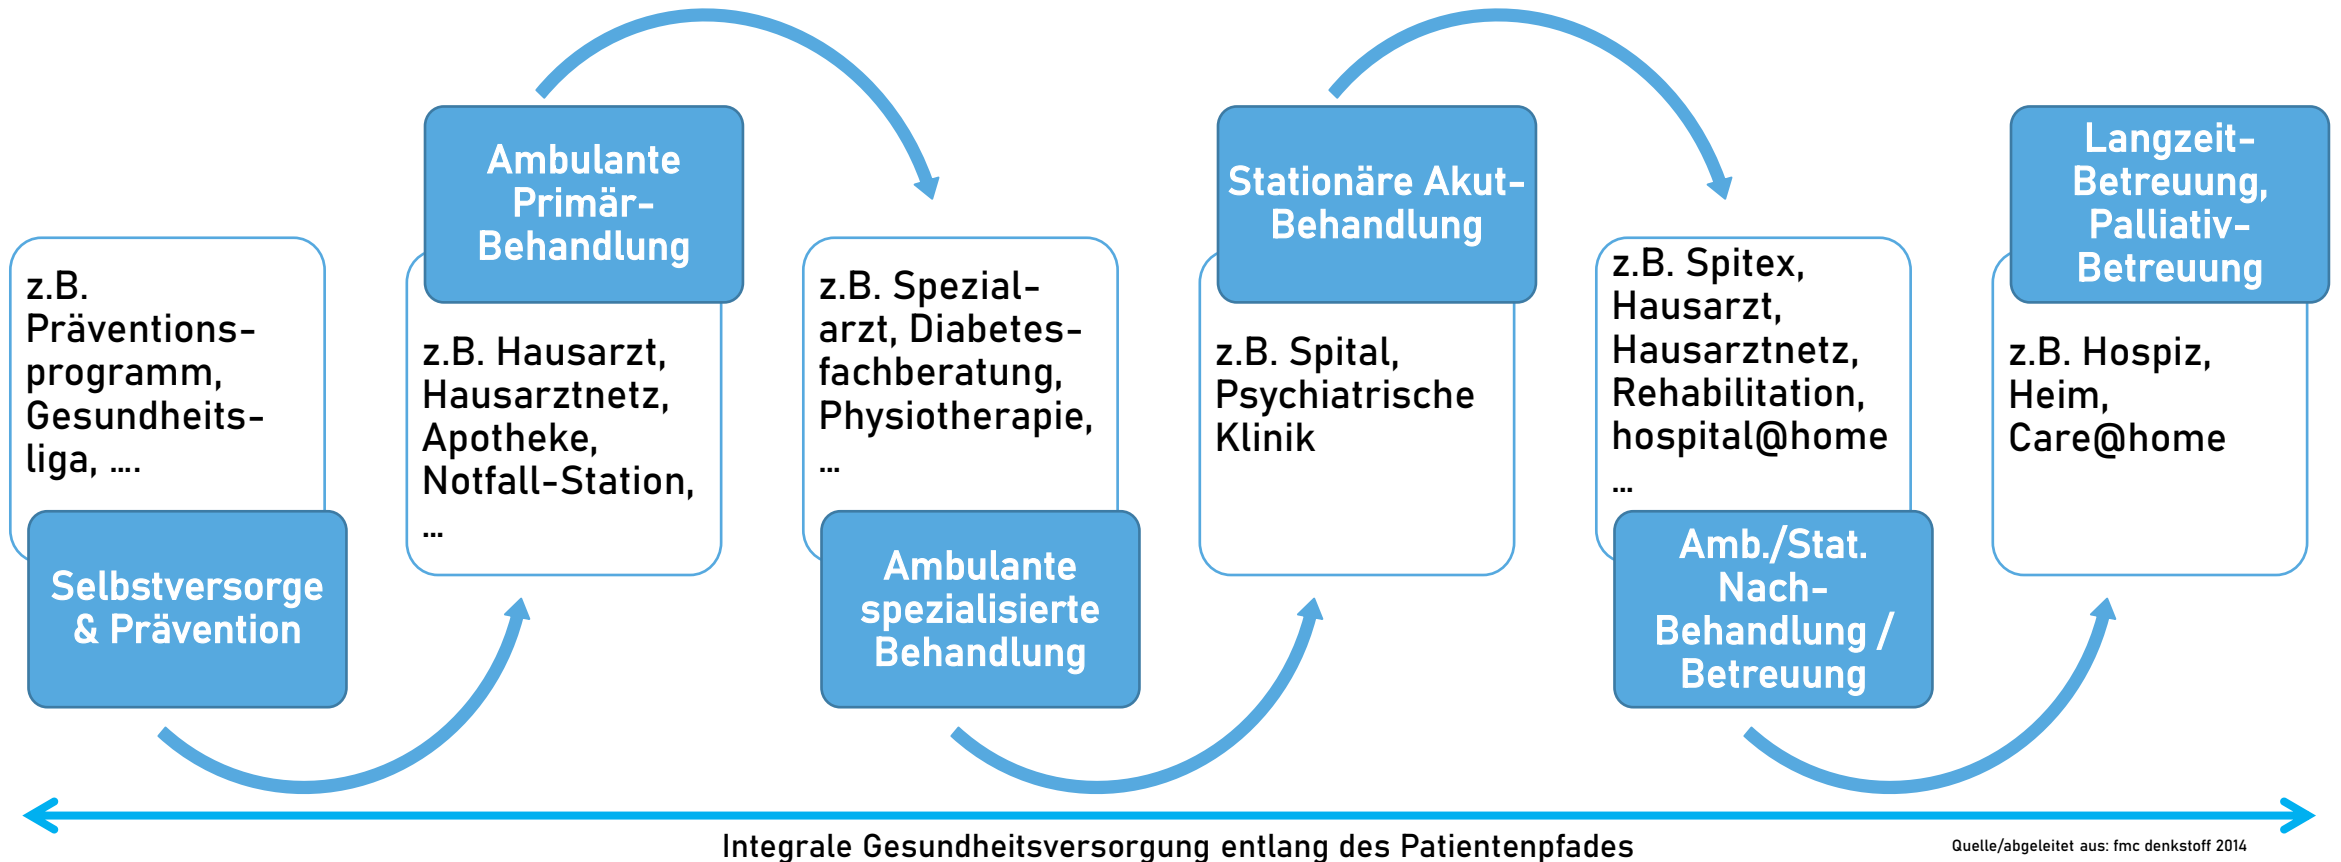 z.B.
Präventions-
programm,
Gesundheits-
liga, ....
Selbstversorge
& Prävention
Ambulante
Primär-
Behandlung
z.B. Hausarzt,
Hausarztnetz,
Apotheke,
Notfall-Station,
...
z.B. Spezial-
arzt, Diabetes-
fachberatung,
Physiotherapie,
...
Ambulante
spezialisierte
Behandlung
Stationäre Akut-
Behandlung
z.B. Spital,
Psychiatrische
Klinik
z.B. Spitex,
Hausarzt,
Hausarztnetz,
Rehabilitation,
hospital@home
...
Amb./Stat.
Nach-
Behandlung /
Betreuung
Langzeit-
Betreuung,
Palliativ-
Betreuung
z.B. Hospiz,
Heim,
Care@home
Integrale Gesundheitsversorgung entlang des Patientenpfades
Quelle/abgeleitet aus: fmc denkstoff 2014